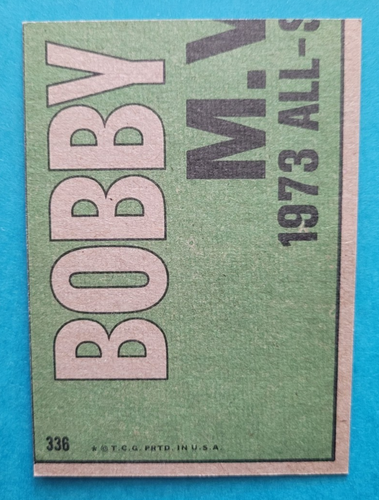 BOBBY
M.V
1973 ALL-S
336
* © T.C.G. PRTD. IN U.S.A.